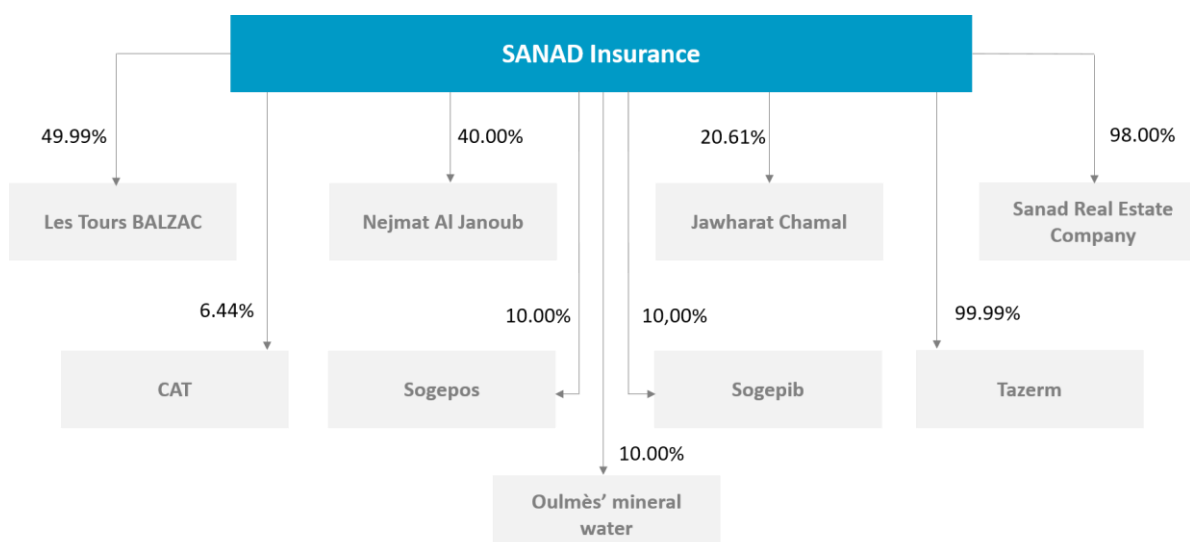 SANAD Insurance
49.99%
40.00%
20.61%
98.00%
Les Tours BALZAC
Nejmat Al Janoub
Jawharat Chamal
Sanad Real Estate
Company
6.44%
10.00%
10,00%
99.99%
CAT
Sogepos
Sogepib
Tazerm
10.00%
Oulmès’ mineral
water